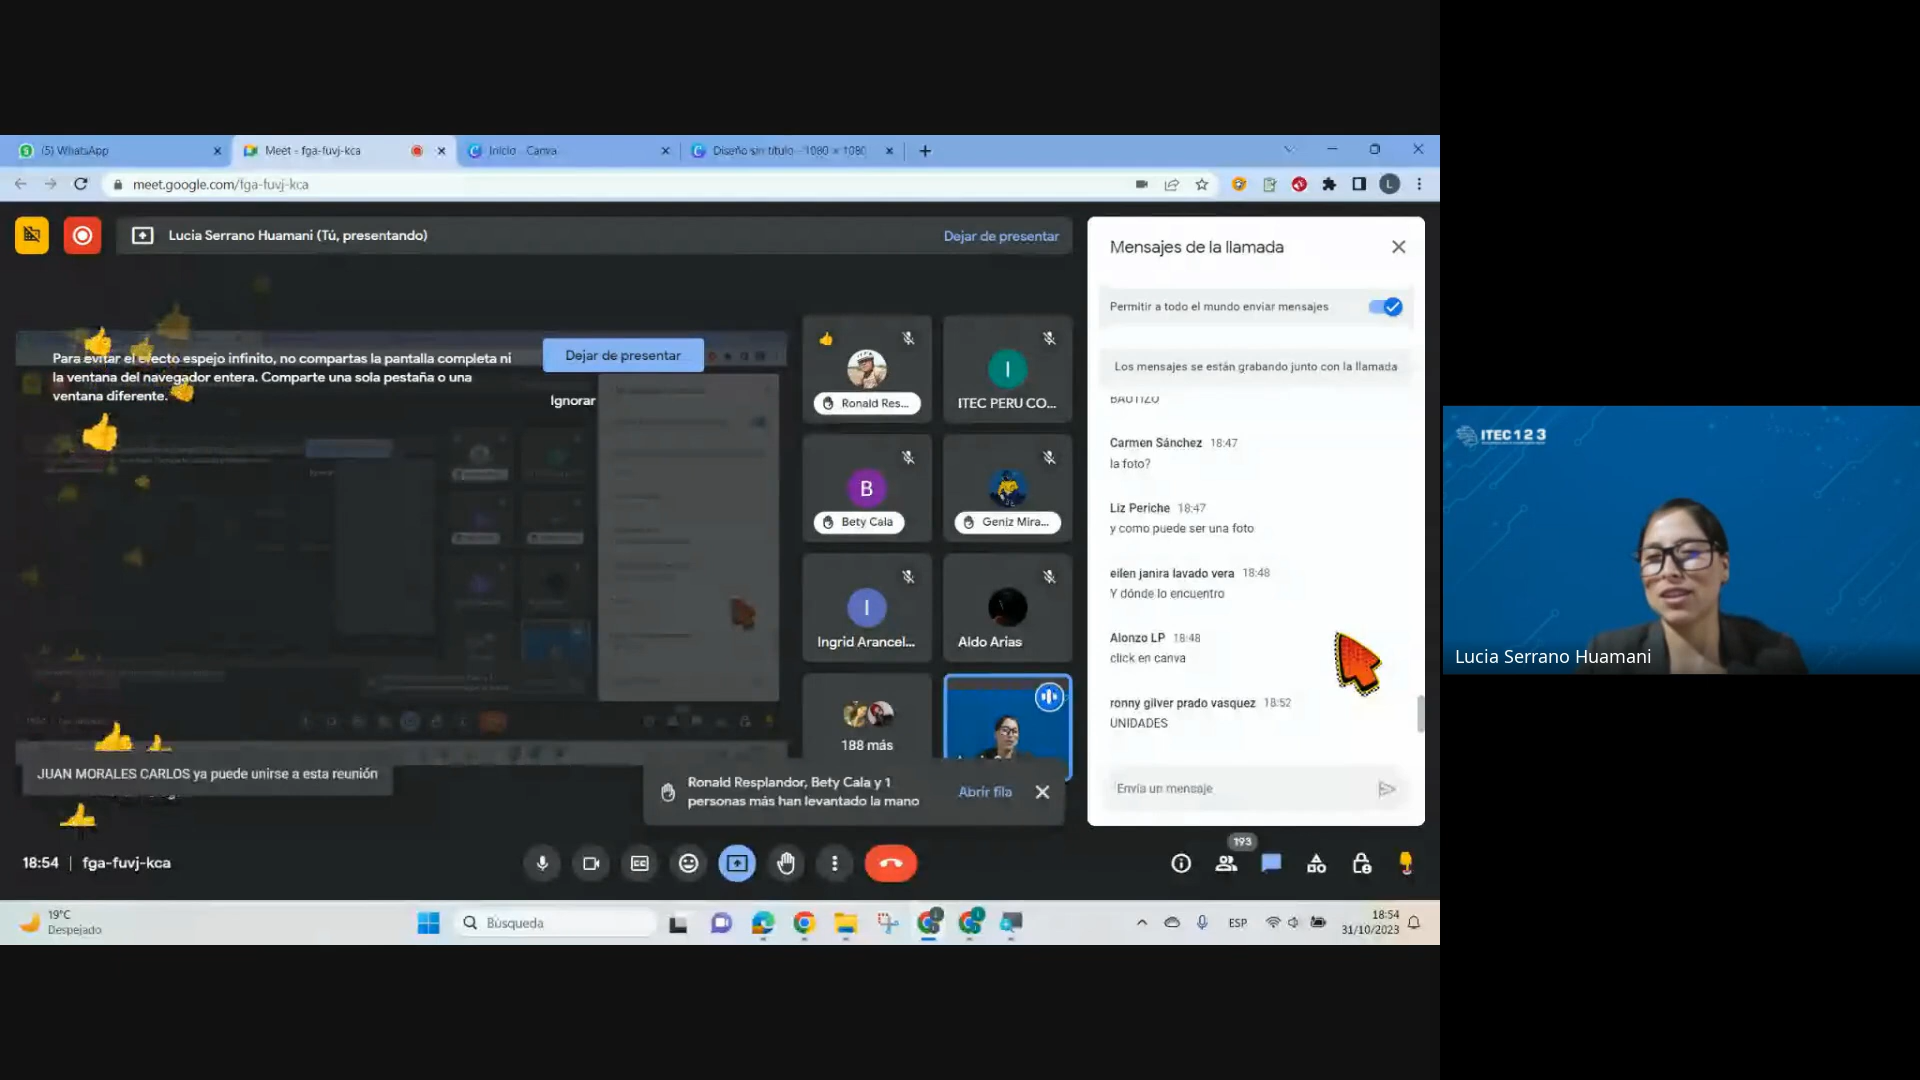 (5) WhatsApp
Meet - fga-fuvj-kca
Inicio - Canva
Diseño sin título - 1080 × 1080
meet.google.com/fga-fuvj-kca
Lucia Serrano Huamani (Tú, presentando)
Dejar de presentar
Para evitar el efecto espejo infinito, no compartas la pantalla completa ni
la ventana del navegador entera. Comparte una sola pestaña o una
ventana diferente.
Dejar de presentar
Ignorar
Ronald Res...
ITEC PERU CO...
B
Bety Cala
Geniz Mira...
I
I
Ingrid Arancel...
Aldo Arias
188 más
JUAN MORALES CARLOS ya puede unirse a esta reunión
Ronald Resplandor, Bety Cala y 1
personas más han levantado la mano
Abrir fila
Mensajes de la llamada
Permitir a todo el mundo enviar mensajes
Los mensajes se están grabando junto con la llamada
BAUTIZO
Carmen Sánchez 18:47
la foto?
Liz Periche 18:47
y como puede ser una foto
eilen janira lavado vera 18:48
Y dónde lo encuentro
Alonzo LP 18:48
click en canva
ronny gilver prado vasquez 18:52
UNIDADES
Envía un mensaje
18:54 | fga-fuvj-kca
193
19°C
Despejado
Búsqueda
ESP
18:54
31/10/2023
L
ITEC 1 2 3
Lucia Serrano Huamani